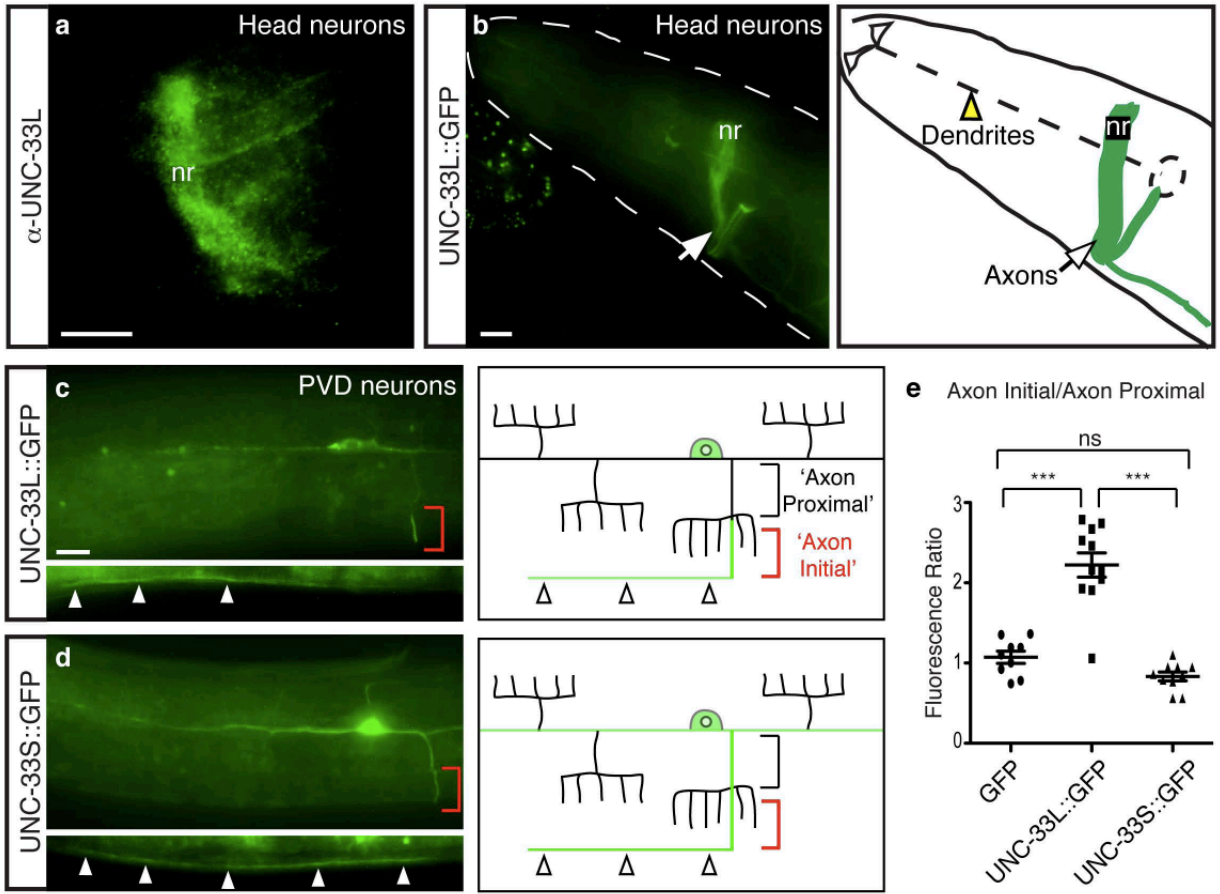 a
Head neurons
α-UNC-33L
nr
b
Head neurons
UNC-33L::GFP
nr
nr
Dendrites
Axons
c
PVD neurons
UNC-33L::GFP
‘Axon
Proximal’
‘Axon
Initial’
d
UNC-33S::GFP
e
Axon Initial/Axon Proximal
ns
***
***
Fluorescence Ratio
3
2
1
0
GFP
UNC-33L::GFP
UNC-33S::GFP